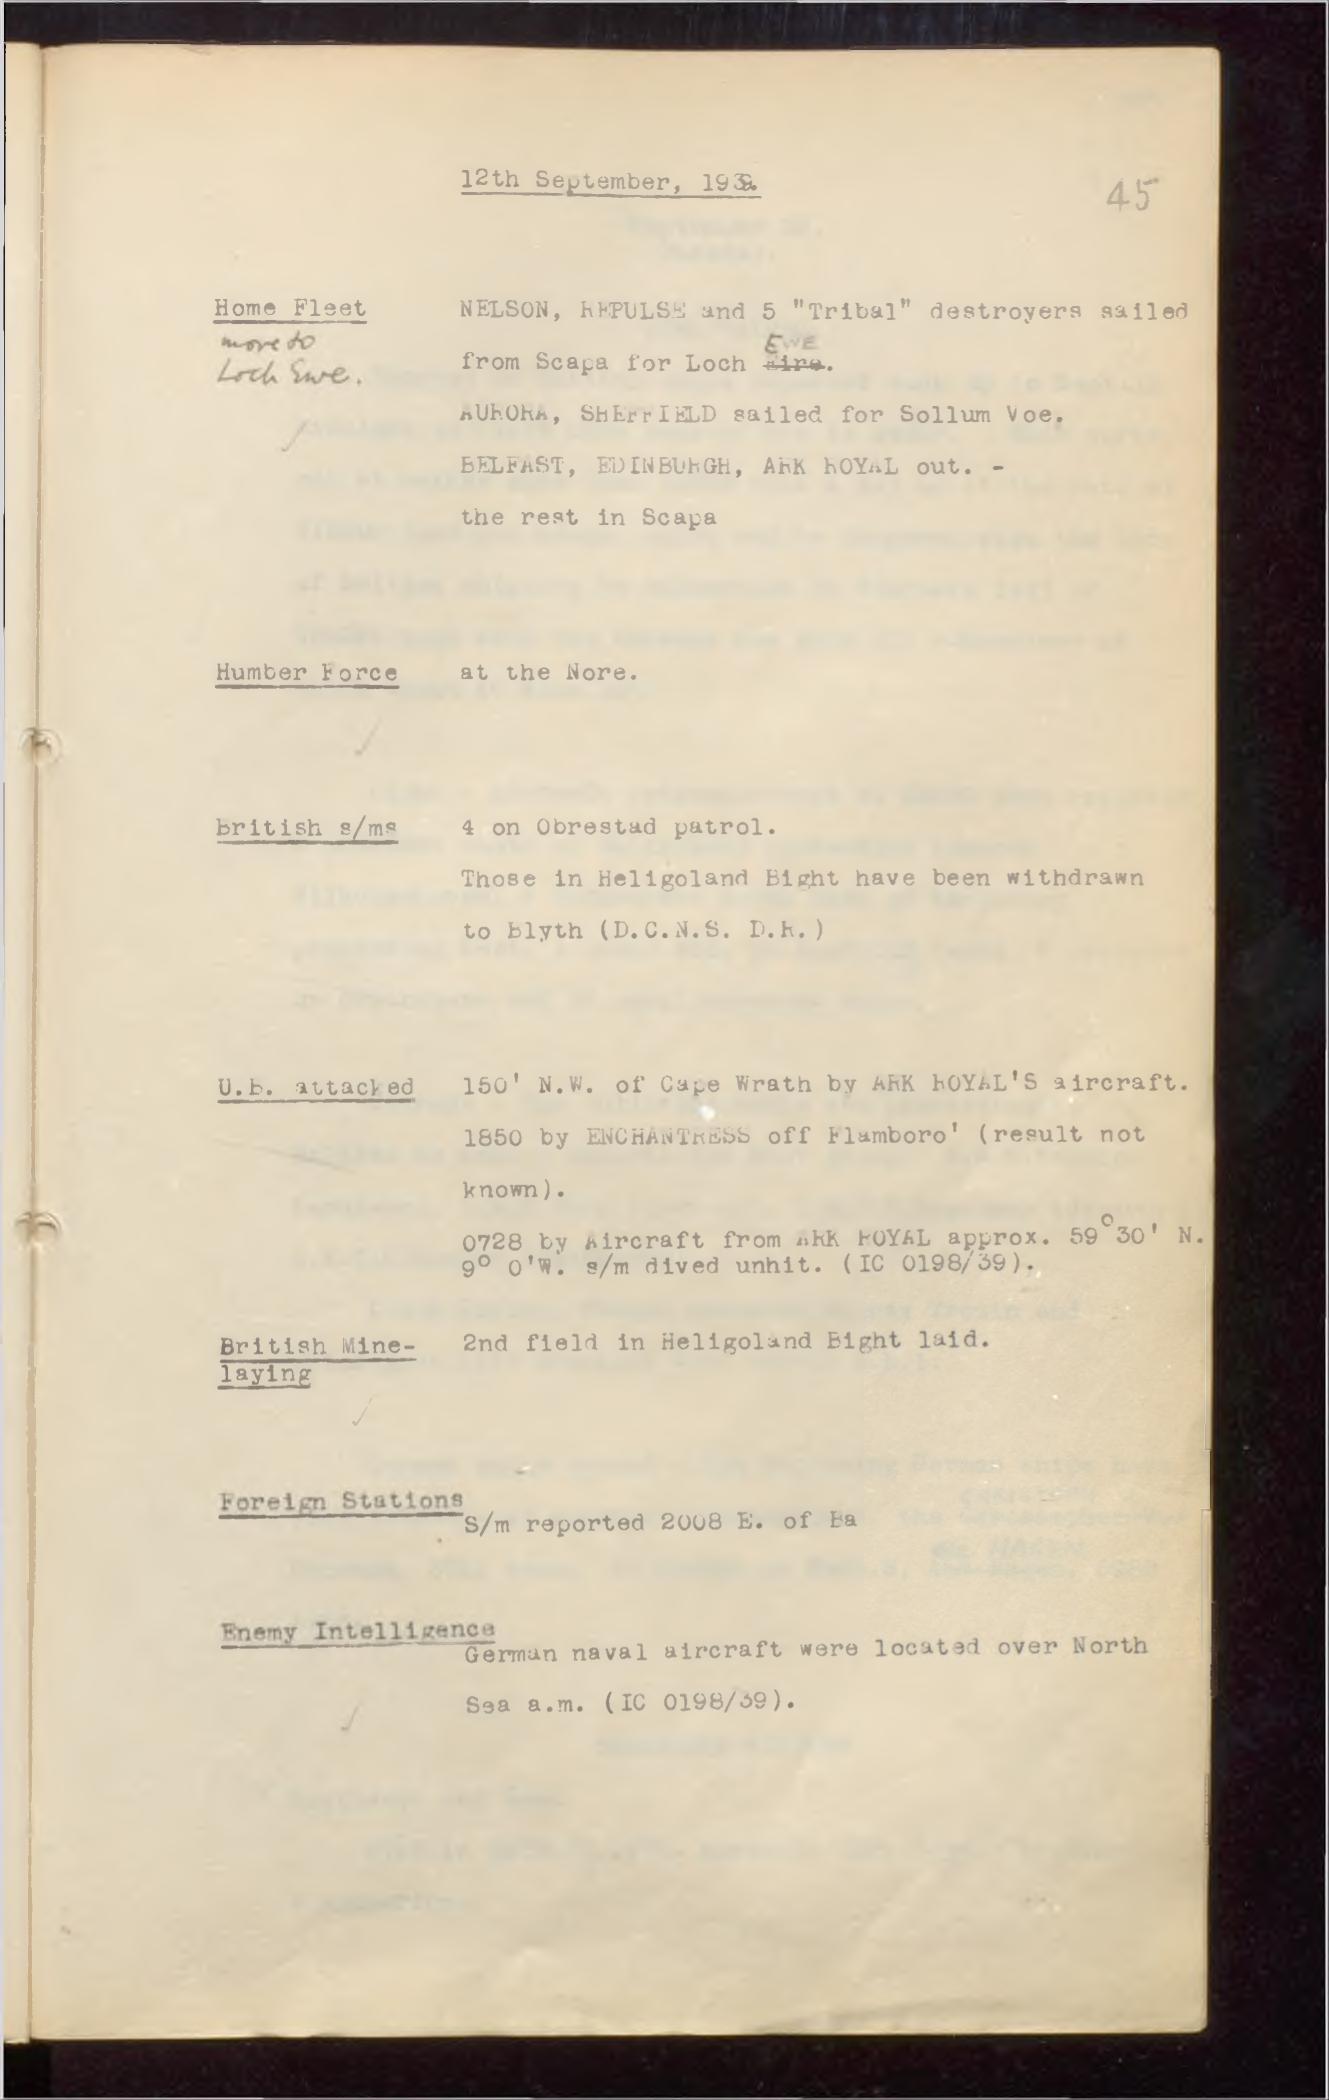 12th September, 1939.
45
Home Fleet
more to
Loch Ewe.
NELSON, REPULSE and 5 "Tribal" destroyers sailed
EWE
from Scapa for Loch Eire.
AURORA, SHEFFIELD sailed for Sollum Voe.
BELFAST, EDINBURGH, ARK ROYAL out. -
the rest in Scapa
Humber Force at the Nore.
British s/ms 4 on Obrestad patrol.
Those in Heligoland Bight have been withdrawn
to Blyth (D.C.N.S. D.R.)
U.B. attacked 150' N.W. of Cape Wrath by ARK ROYAL'S aircraft.
1850 by ENCHANTRESS off Flamboro' (result not
known).
0728 by Aircraft from ARK ROYAL approx. 59°30' N.
9° 0'W. s/m dived unhit. (IC 0198/39).
British Mine- 2nd field in Heligoland Bight laid.
laying
Foreign Stations
S/m reported 2008 E. of Ba
Enemy Intelligence
German naval aircraft were located over North
Sea a.m. (IC 0198/39).